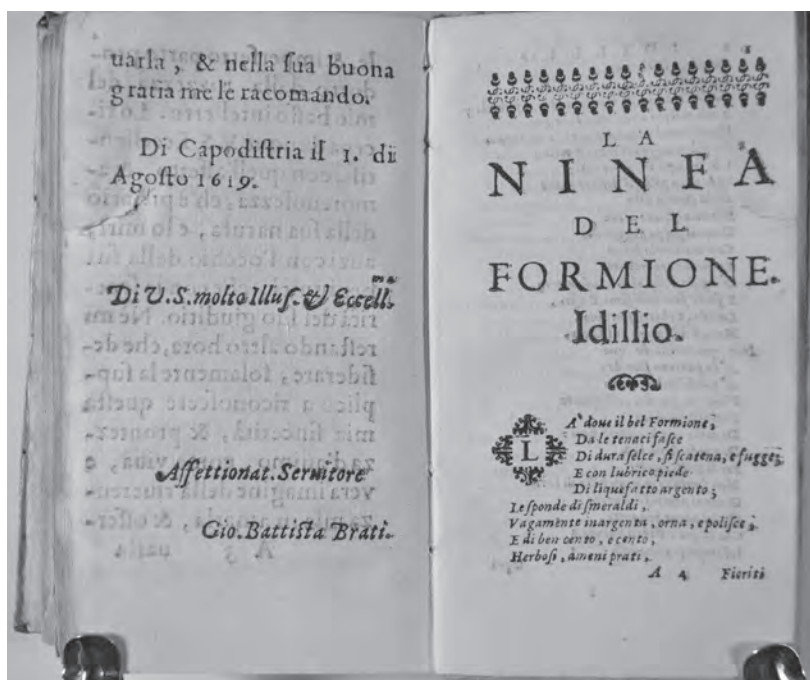 uarla, & nella ſua buona
gratia me le racomando.
Di Capodiſtria il 1. dii
Agoſto 1619.
Di V.S. molto Illuſ. & Eccell.ma
Affettionat. Seruitore
Gio. Battiſta Brati.
LA
NINFA
DEL
FORMIONE.
Idillio.
LA' doue il bel Formione,
Da le tenaci faſce
Di dura ſelce, ſi ſcatena, e fugge,
E con lubrico piede
Di liquefatto argento;
Le ſponde di ſmeraldi,
Vagamente inargenta, orna, e poliſce,
E di ben cento, e cento,
Herboſi, ameni prati,
A 4 Fioriti